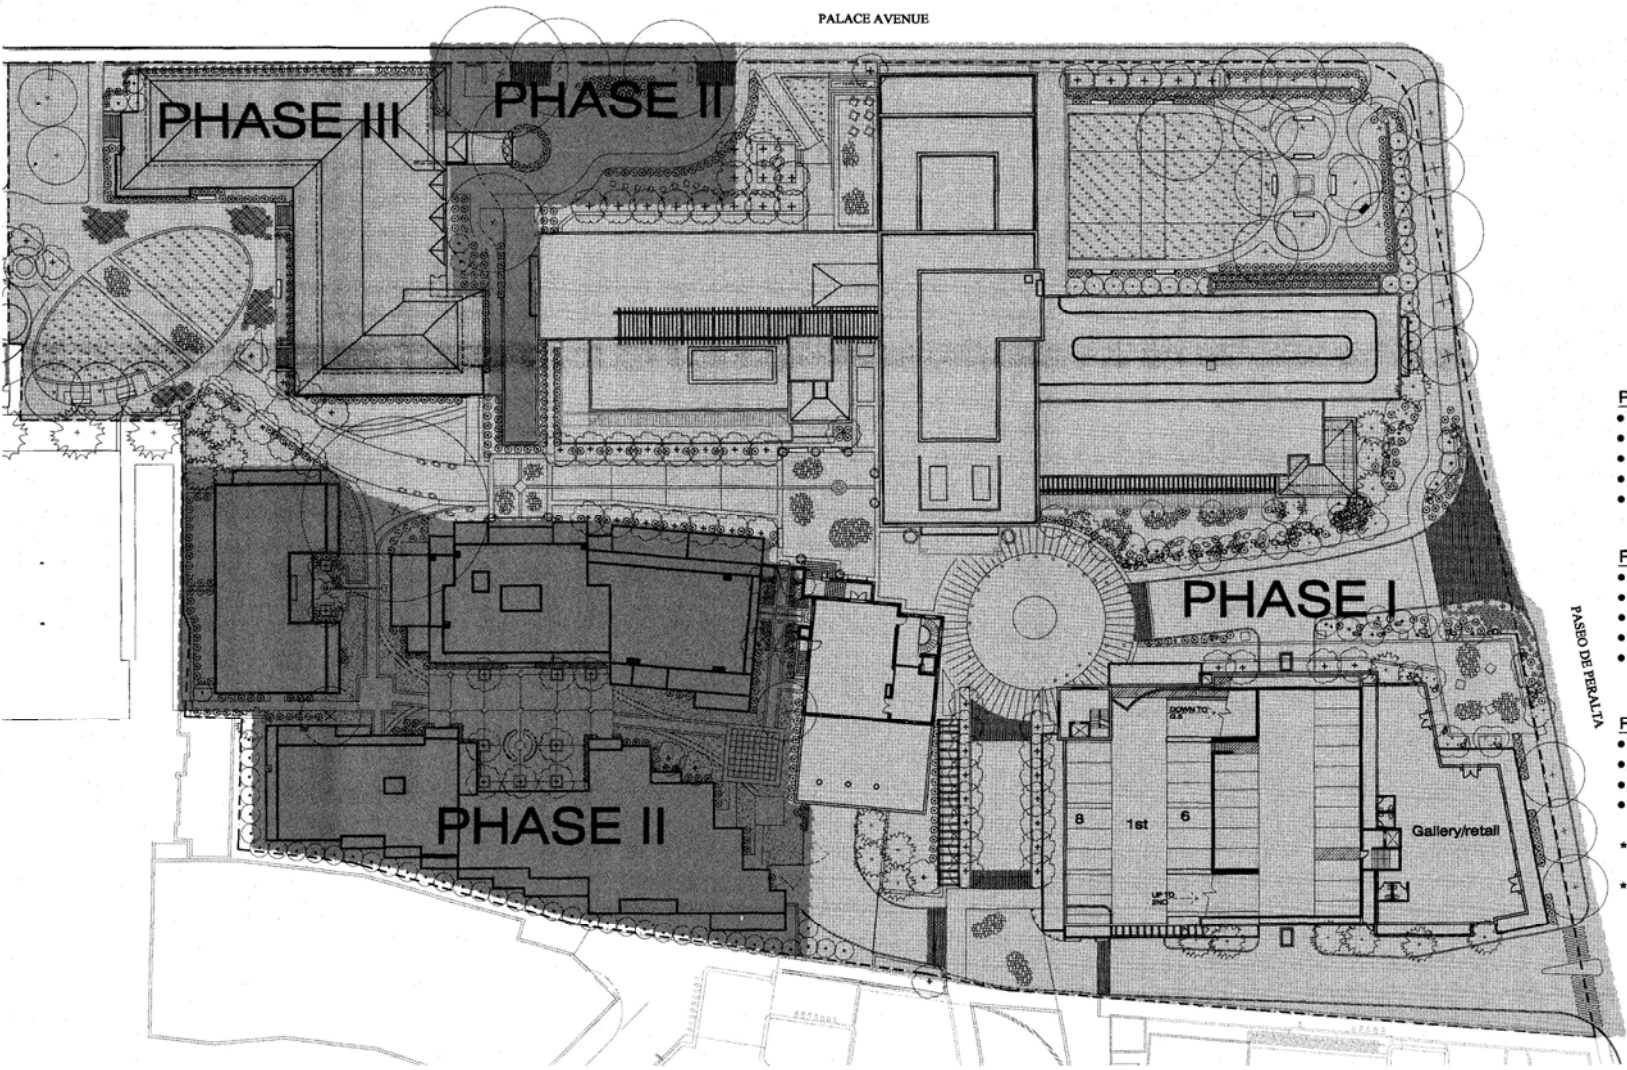 PALACE AVENUE
PHASE III
PHASE II
PHASE I
PASEO DE PERALTA
DOWN TO
G.5
PHASE II
8
1st
6
Gallery/retail
UP TO
2ND
P
F
F
*
*